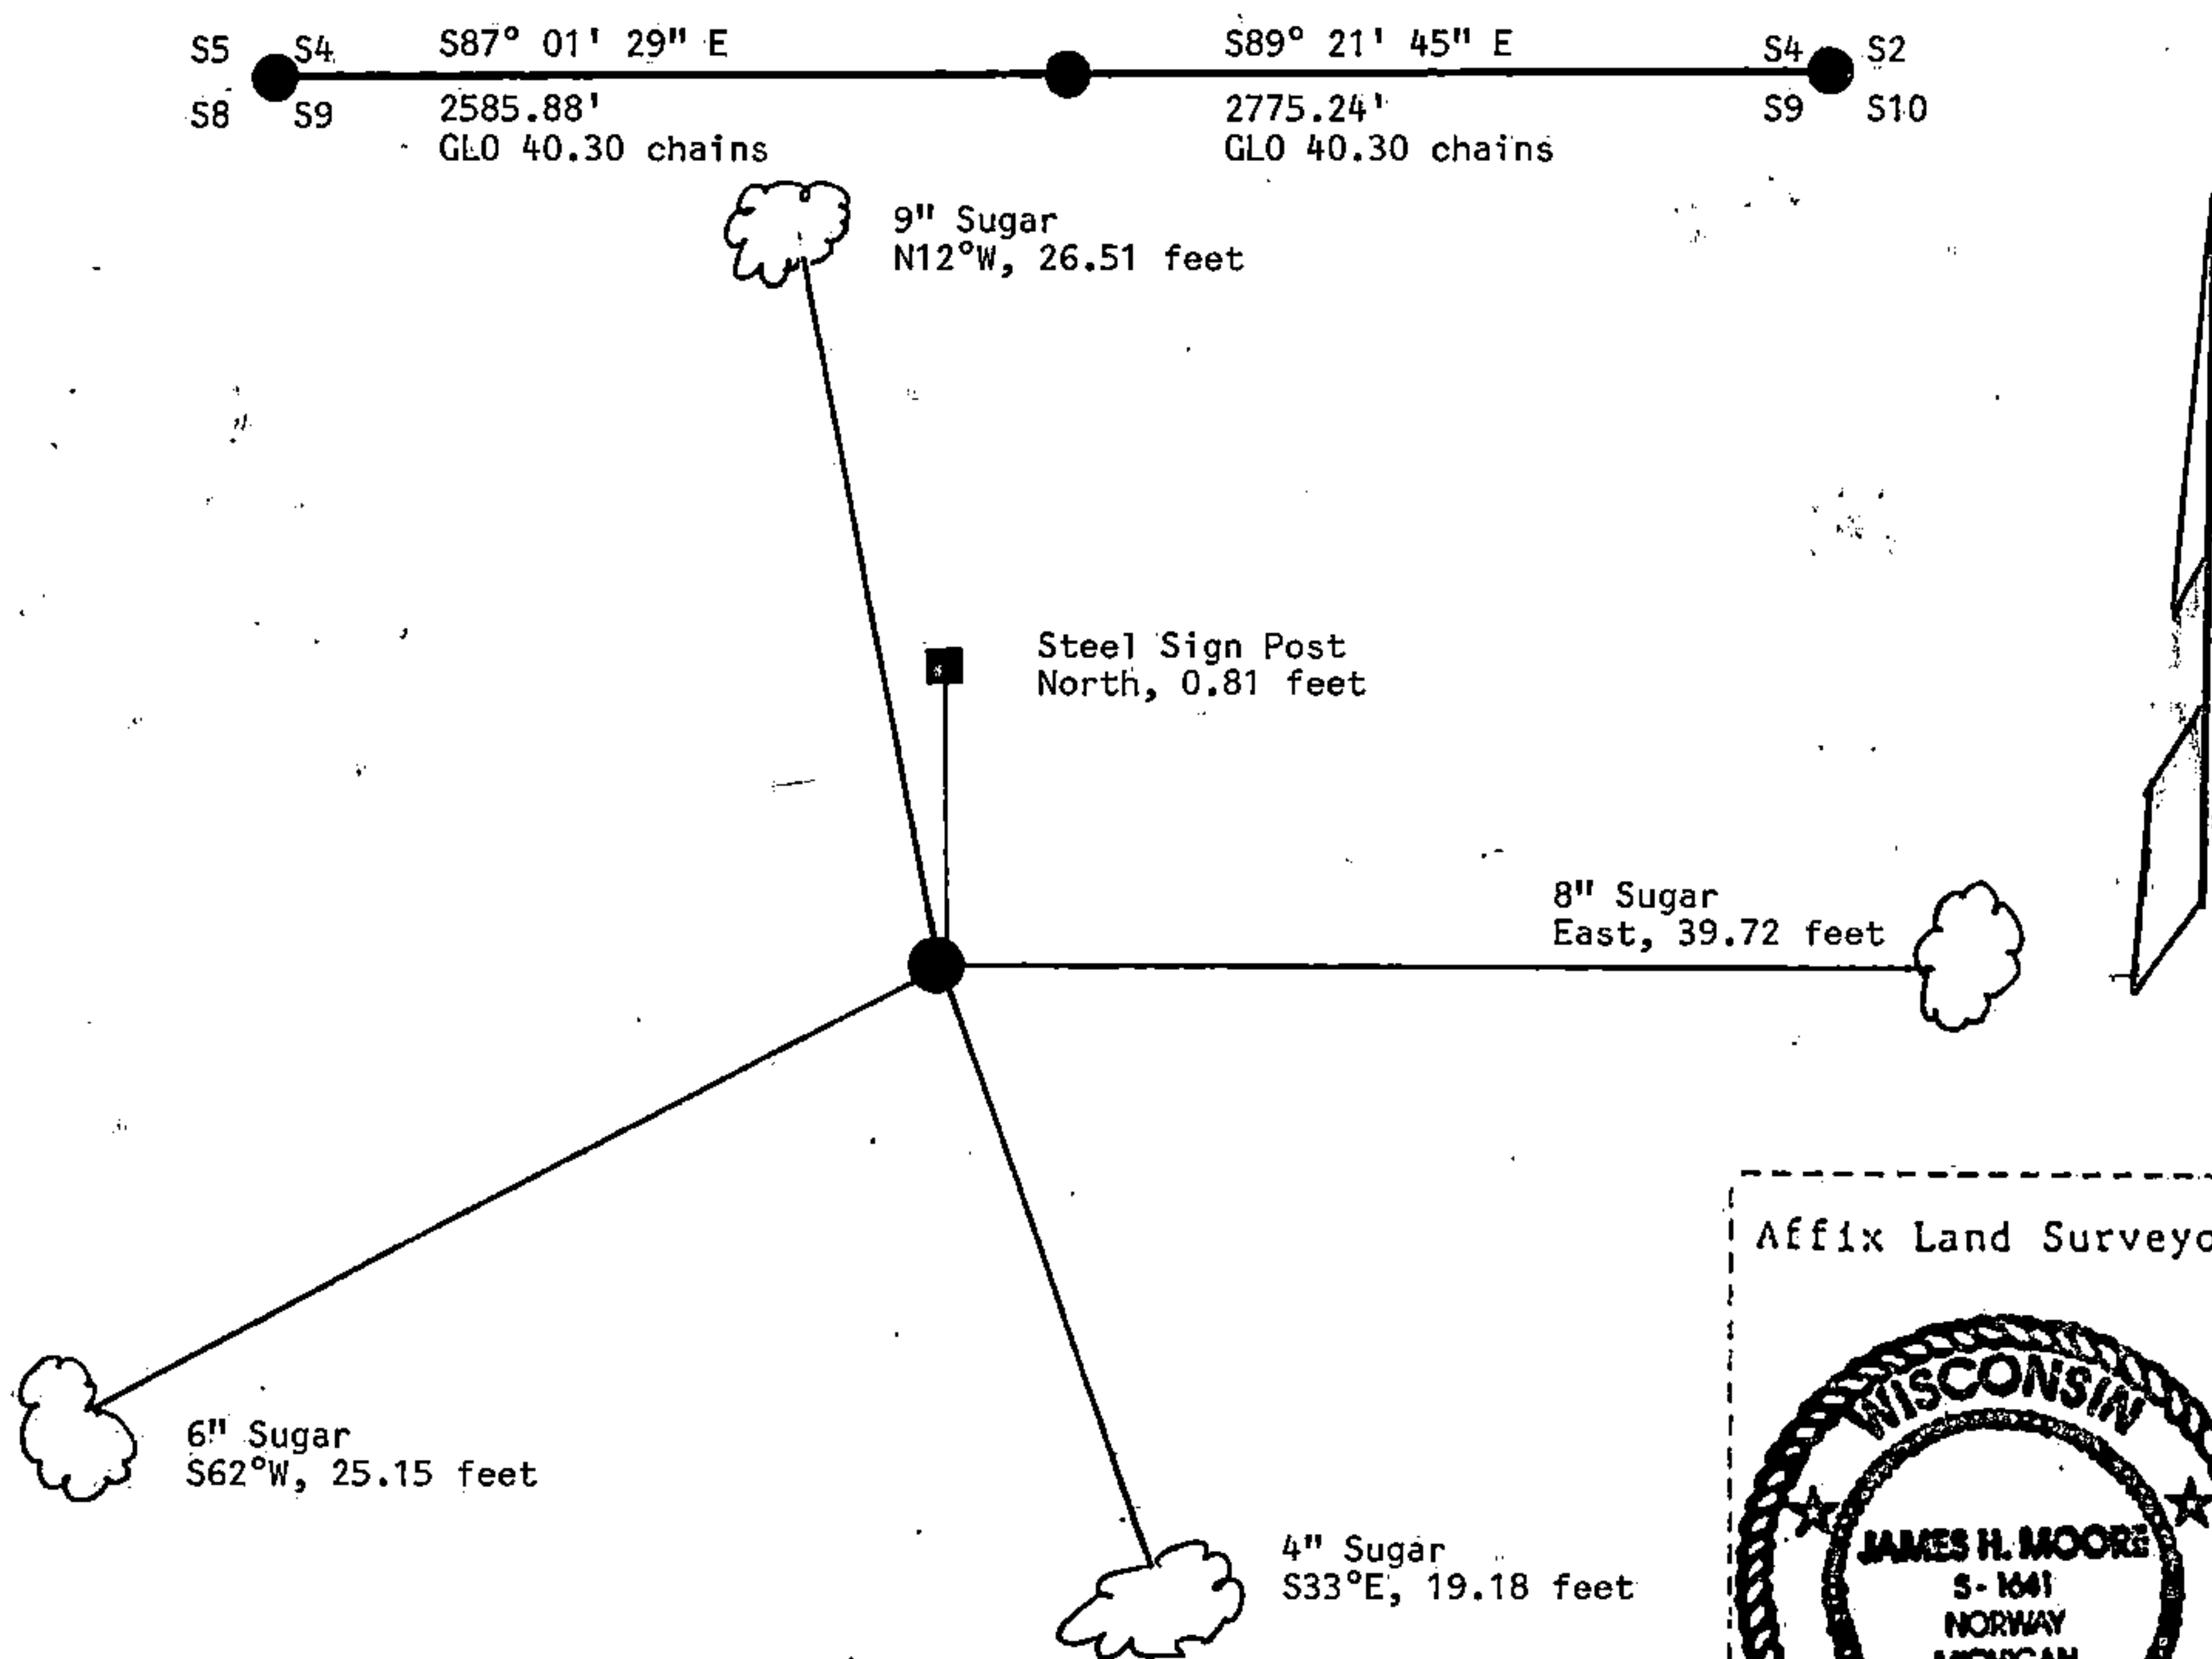 S5 S4 S87° 01' 29" E S89° 21' 45" E S4 S2
S8 S9 2585.88' 2775.24' S9 S10
GLO 40.30 chains GLO 40.30 chains
9" Sugar
N12°W, 26.51 feet
Steel Sign Post
North, 0.81 feet
8" Sugar
East, 39.72 feet
Affix Land Surveyo
WISCONSIN
6" Sugar
S62°W, 25.15 feet
JAMES H. MOORE
S-1641
NORWAY
MICHIGAN
4" Sugar
S33°E, 19.18 feet